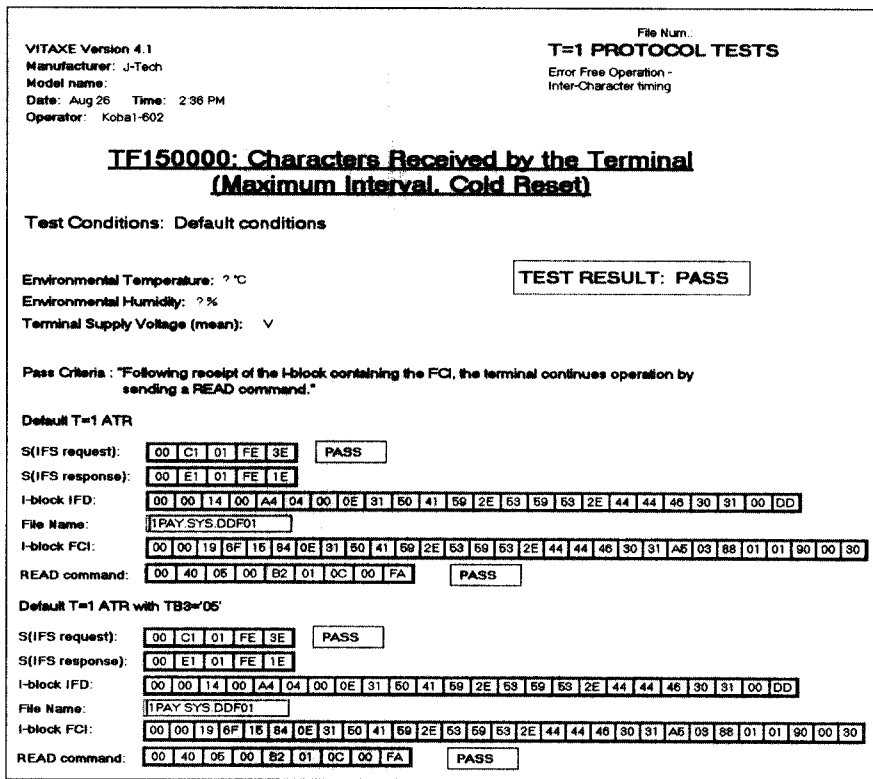 File Num.:
VITAXE Version 4.1
T=1 PROTOCOL TESTS
Manufacturer: J-Tech
Error Free Operation -
Model name:
Inter-Character timing
Date: Aug 26 Time: 2:36 PM
Operator: Koba1-602
TF150000: Characters Received by the Terminal
(Maximum Interval, Cold Reset)
Test Conditions: Default conditions
Environmental Temperature: ? °C
TEST RESULT: PASS
Environmental Humidity: ? %
Terminal Supply Voltage (mean): V
Pass Criteria : "Following receipt of the I-block containing the FCI, the terminal continues operation by
sending a READ command."
Default T=1 ATR
S(IFS request): 00 C1 01 FE 3E PASS
S(IFS response): 00 E1 01 FE 1E
I-block IFD: 00 00 14 00 A4 04 00 0E 31 50 41 59 2E 53 59 53 2E 44 44 46 30 31 00 DD
File Name: 1PAY.SYS.DDF01
I-block FCI: 00 00 19 6F 15 84 0E 31 50 41 59 2E 53 59 53 2E 44 44 46 30 31 A5 03 88 01 01 90 00 30
READ command: 00 40 05 00 B2 01 0C 00 FA PASS
Default T=1 ATR with TB3='05'
S(IFS request): 00 C1 01 FE 3E PASS
S(IFS response): 00 E1 01 FE 1E
I-block IFD: 00 00 14 00 A4 04 00 0E 31 50 41 59 2E 53 59 53 2E 44 44 46 30 31 00 DD
File Name: 1PAY.SYS.DDF01
I-block FCI: 00 00 19 6F 15 84 0E 31 50 41 59 2E 53 59 53 2E 44 44 46 30 31 A5 03 88 01 01 90 00 30
READ command: 00 40 05 00 B2 01 0C 00 FA PASS